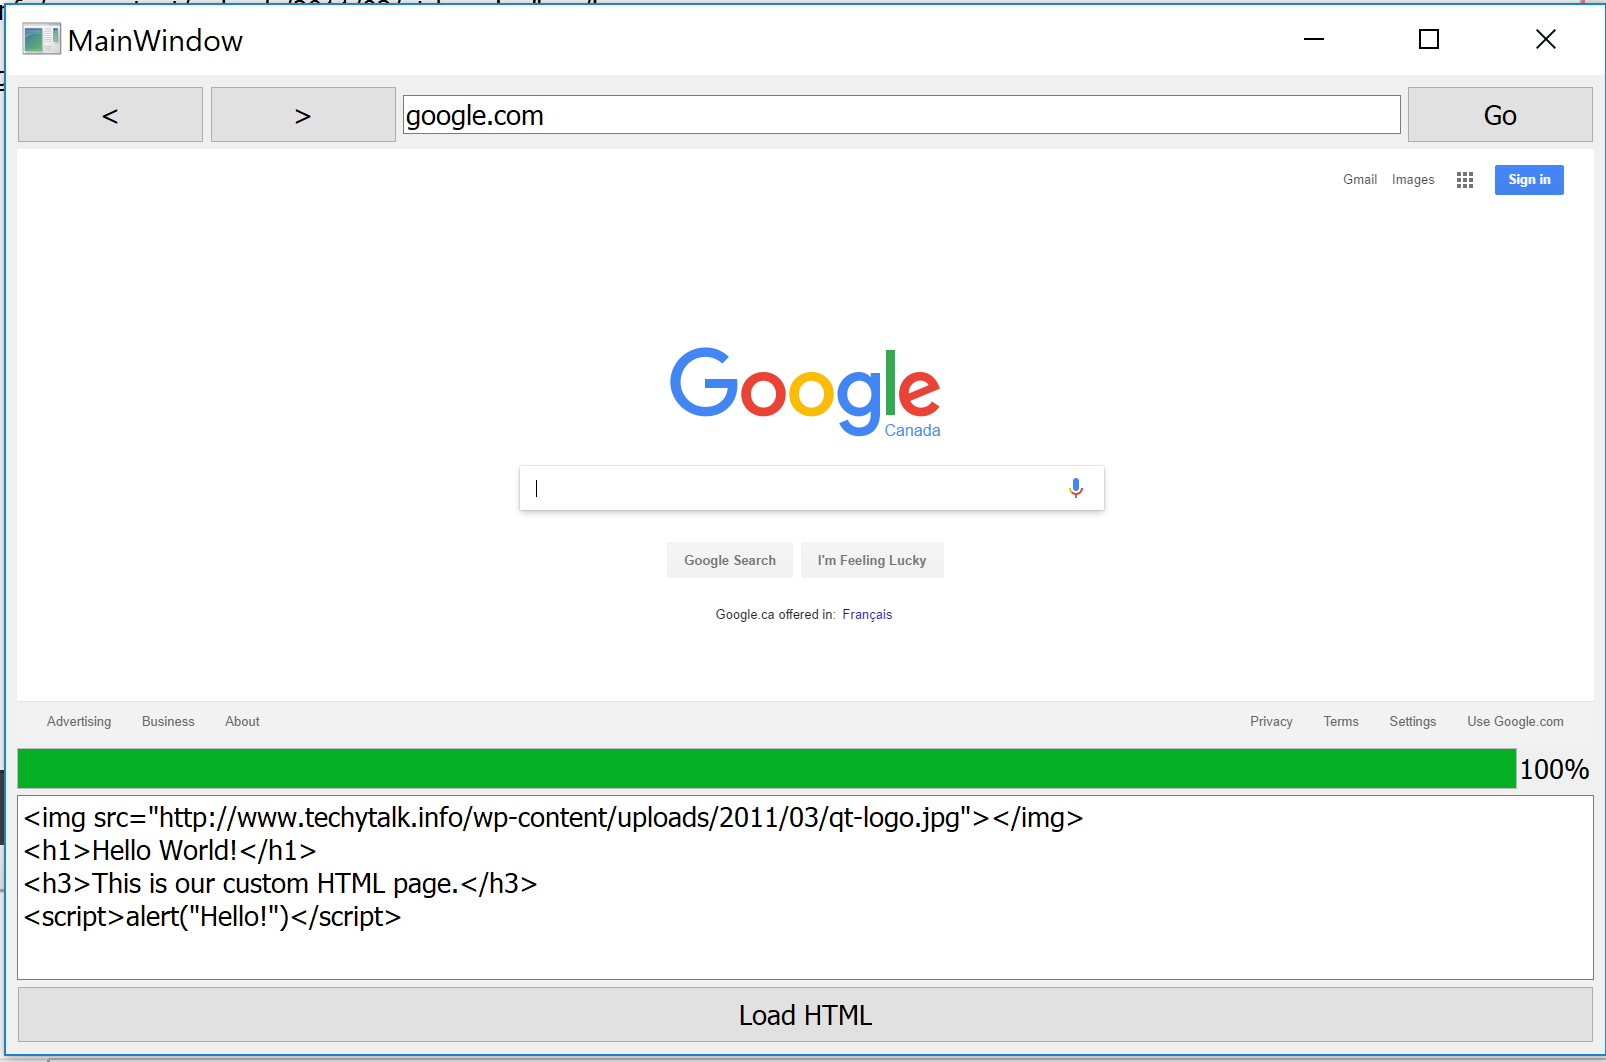 MainWindow
<
>
google.com
Go
Gmail Images
Sign in
Google
Canada
Google Search
I'm Feeling Lucky
Google.ca offered in: Français
Advertising Business About
Privacy Terms Settings Use Google.com
100%
<img src="http://www.techytalk.info/wp-content/uploads/2011/03/qt-logo.jpg"></img>
<h1>Hello World!</h1>
<h3>This is our custom HTML page.</h3>
<script>alert("Hello!")</script>
Load HTML